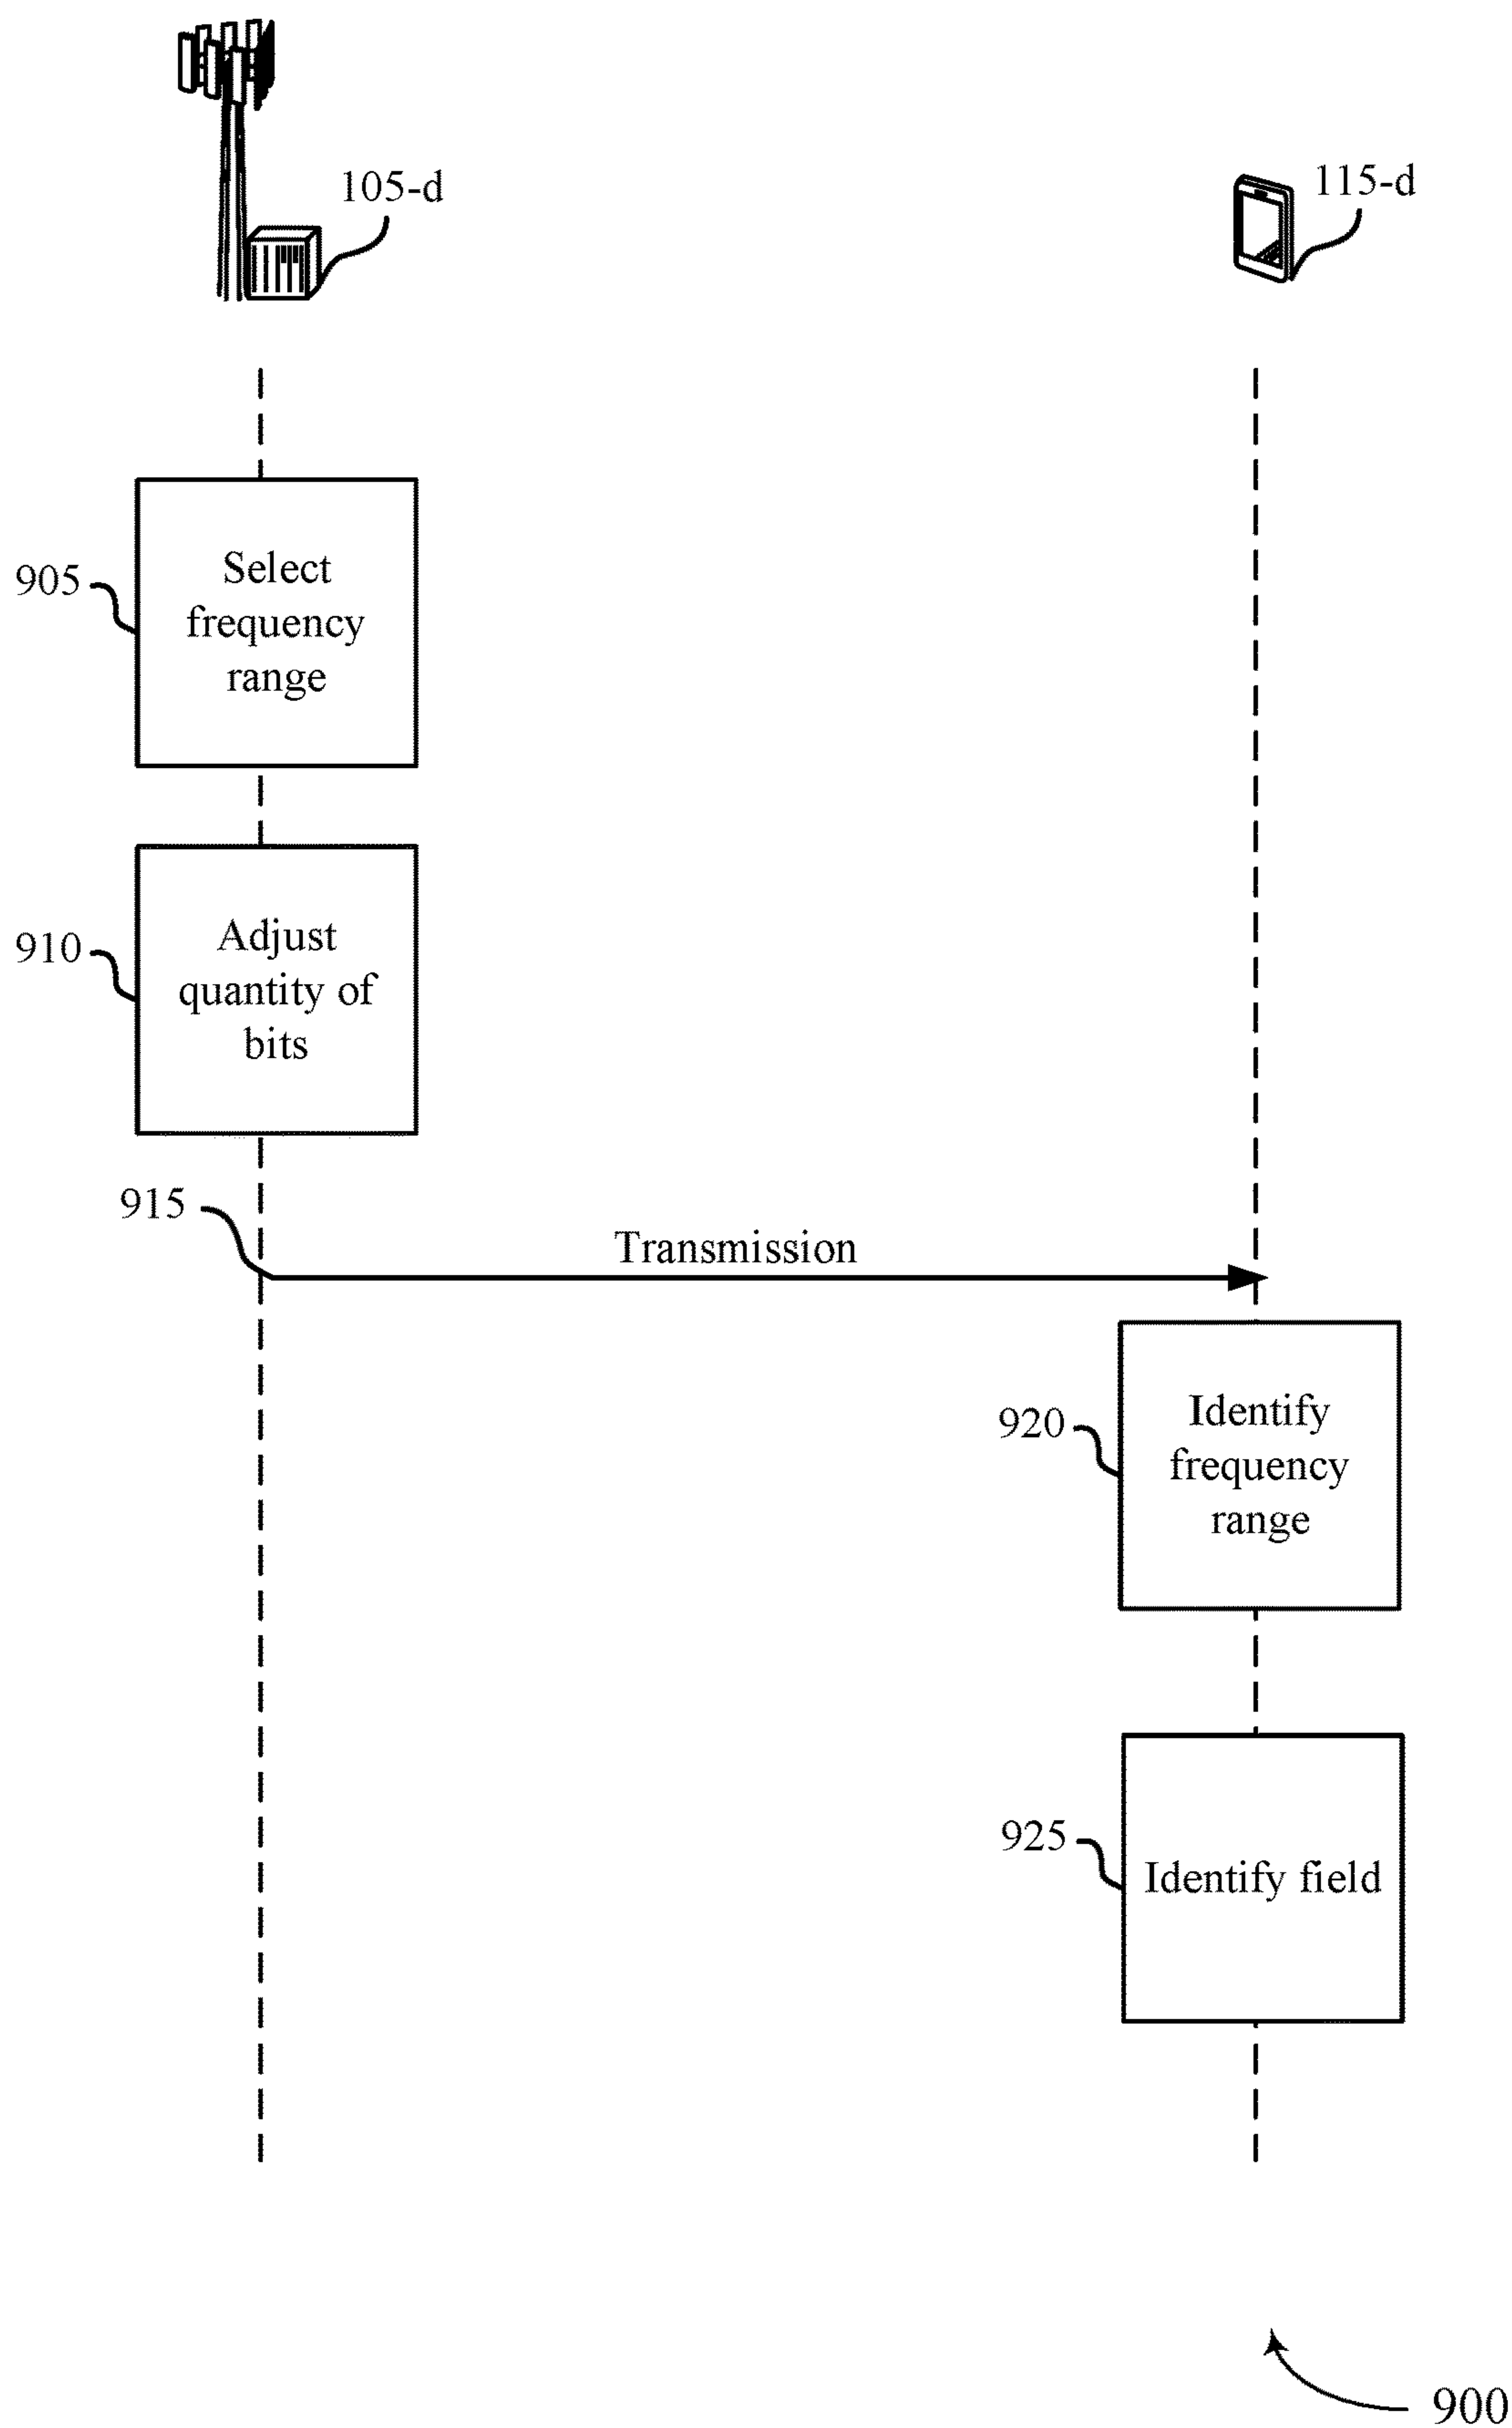 105-d
115-d
905
Select
frequency
range
910
Adjust
quantity of
bits
915
Transmission
920
Identify
frequency
range
925
Identify field
900